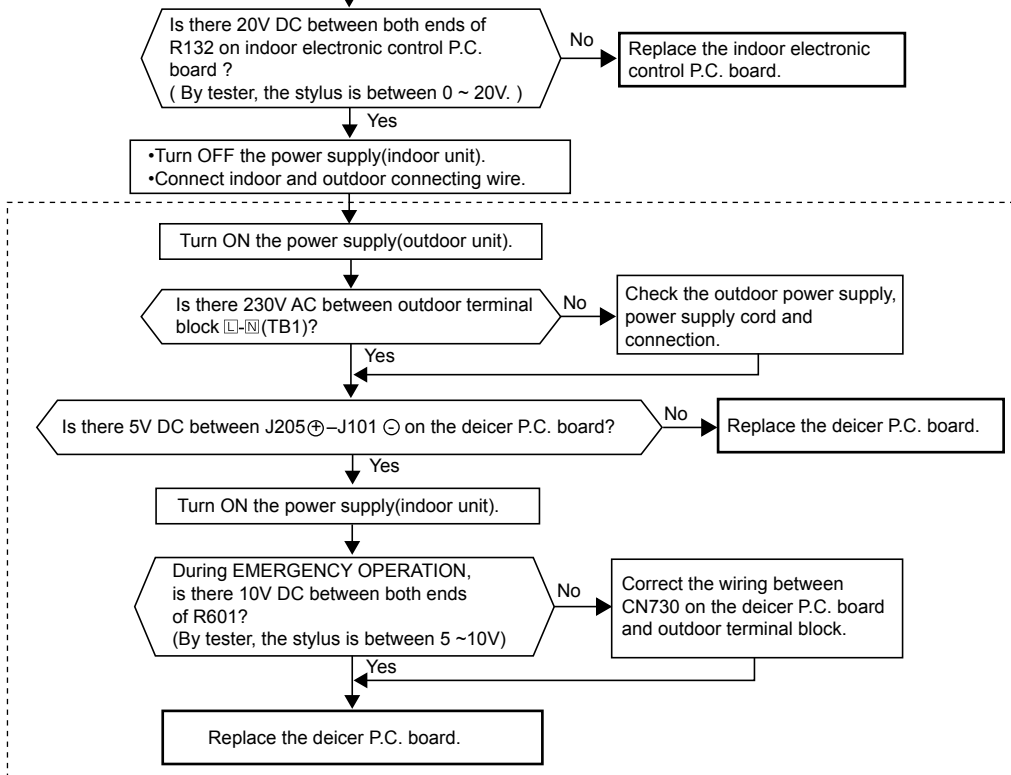 Is there 20V DC between both ends of
R132 on indoor electronic control P.C.
board ?
( By tester, the stylus is between 0 ~ 20V. )
No
Replace the indoor electronic
control P.C. board.
Yes
•Turn OFF the power supply(indoor unit).
•Connect indoor and outdoor connecting wire.
Turn ON the power supply(outdoor unit).
Is there 230V AC between outdoor terminal
block 🄻-🄽(TB1)?
No
Check the outdoor power supply,
power supply cord and
connection.
Yes
Is there 5V DC between J205⊕–J101 ⊖ on the deicer P.C. board?
No
Replace the deicer P.C. board.
Yes
Turn ON the power supply(indoor unit).
During EMERGENCY OPERATION,
is there 10V DC between both ends
of R601?
(By tester, the stylus is between 5 ~10V)
No
Correct the wiring between
CN730 on the deicer P.C. board
and outdoor terminal block.
Yes
Replace the deicer P.C. board.